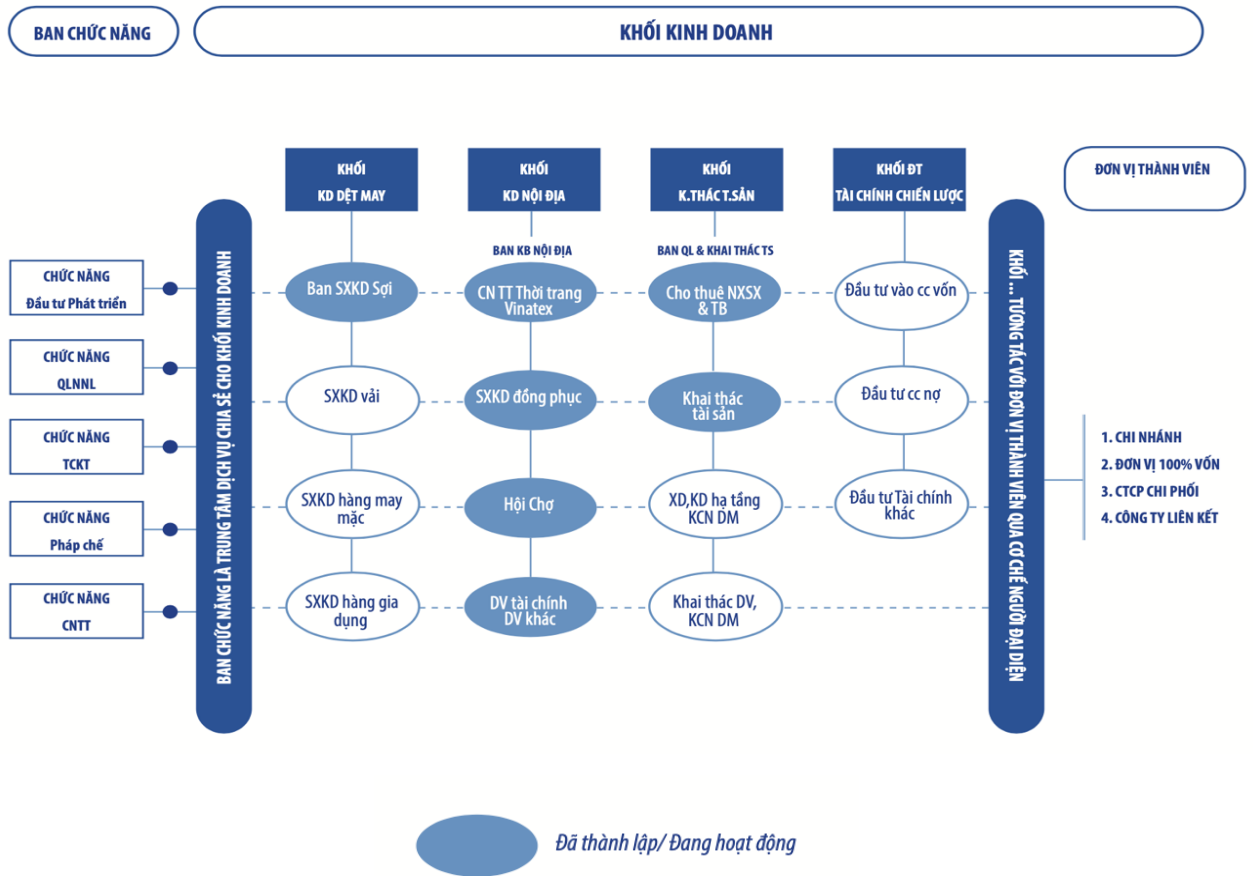 BAN CHỨC NĂNG
KHỐI KINH DOANH
KHỐI
KD DỆT MAY
KHỐI
KD NỘI ĐỊA
KHỐI
K.THÁC T.SẢN
KHỐI ĐT
TÀI CHÍNH CHIẾN LƯỢC
ĐƠN VỊ THÀNH VIÊN
BAN KB NỘI ĐỊA
BAN QL & KHAI THÁC TS
CHỨC NĂNG
Đầu tư Phát triển
CHỨC NĂNG
QLNNL
CHỨC NĂNG
TCKT
CHỨC NĂNG
Pháp chế
CHỨC NĂNG
CNTT
BAN CHỨC NĂNG LÀ TRUNG TÂM DỊCH VỤ CHIA SẺ CHO KHỐI KINH DOANH
Ban SXKD Sợi
SXKD vải
SXKD hàng may
mặc
SXKD hàng gia
dụng
CN TT Thời trang
Vinatex
SXKD đồng phục
Hội Chợ
DV tài chính
DV khác
Cho thuê NXSX
& TB
Khai thác
tài sản
XD,KD hạ tầng
KCN DM
Khai thác DV,
KCN DM
Đầu tư vào cc vốn
Đầu tư cc nợ
Đầu tư Tài chính
khác
KHỐI ... TƯƠNG TÁC VỚI ĐƠN VỊ THÀNH VIÊN QUA CƠ CHẾ NGƯỜI ĐẠI DIỆN
1. CHI NHÁNH
2. ĐƠN VỊ 100% VỐN
3. CTCP CHI PHỐI
4. CÔNG TY LIÊN KẾT
Đã thành lập/ Đang hoạt động